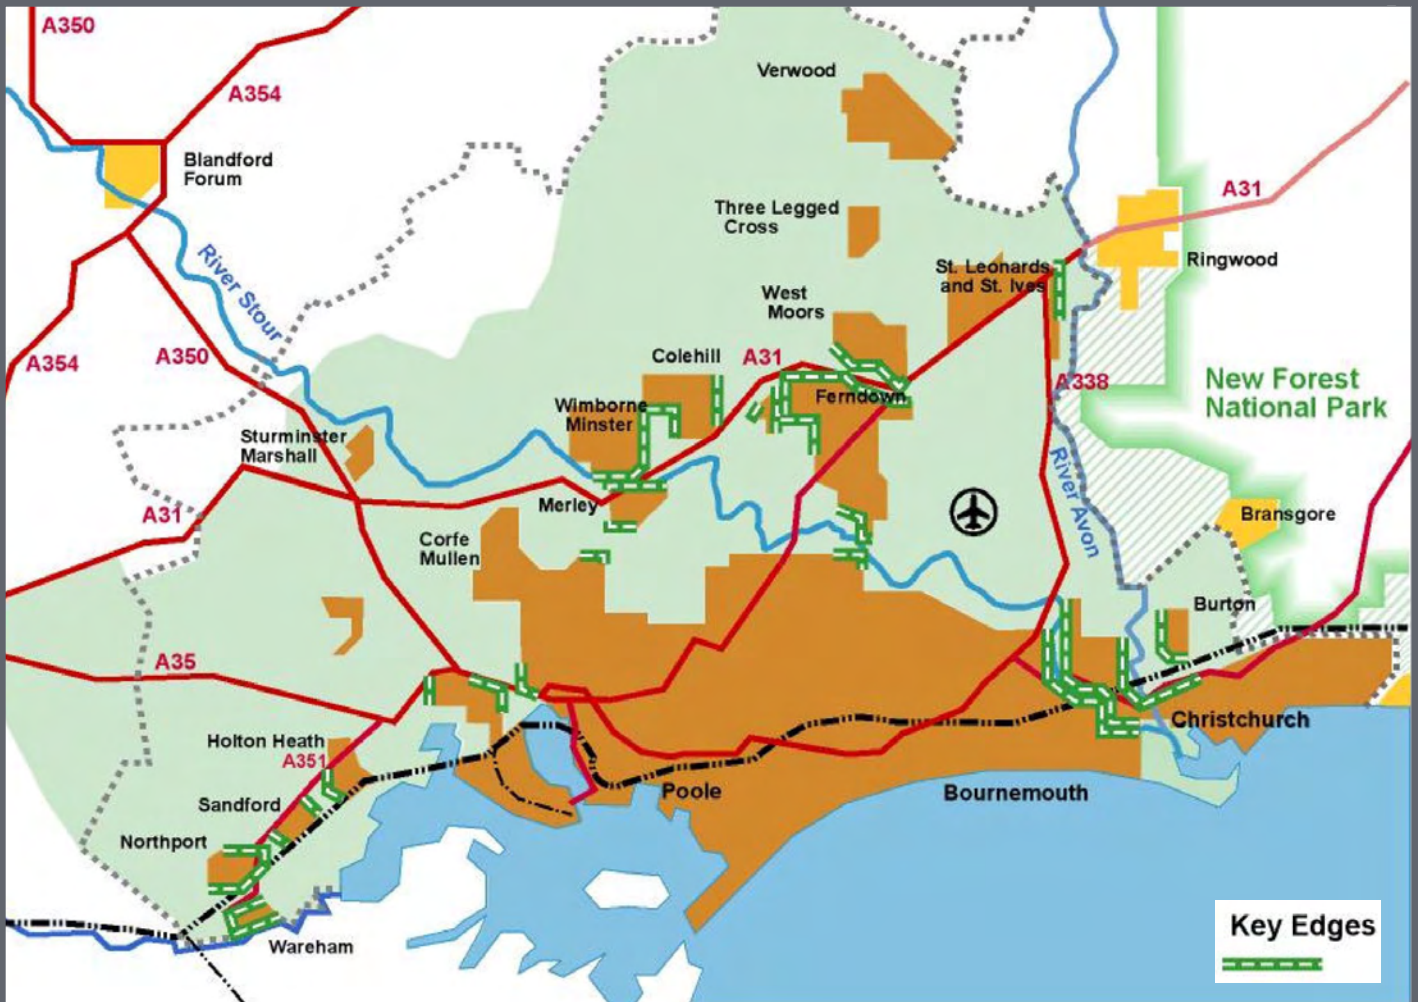 A350
A354
Verwood
Blandford
Forum
A31
Three Legged
Cross
River Stour
Ringwood
St. Leonards
and St. Ives
West
Moors
A354
A350
Colehill
A31
A338
New Forest
National Park
Ferndown
Wimborne
Minster
Sturminster
Marshall
River Avon
Merley
A31
Bransgore
Corfe
Mullen
Burton
A35
Christchurch
Holton Heath
A351
Poole
Bournemouth
Sandford
Northport
Wareham
Key Edges